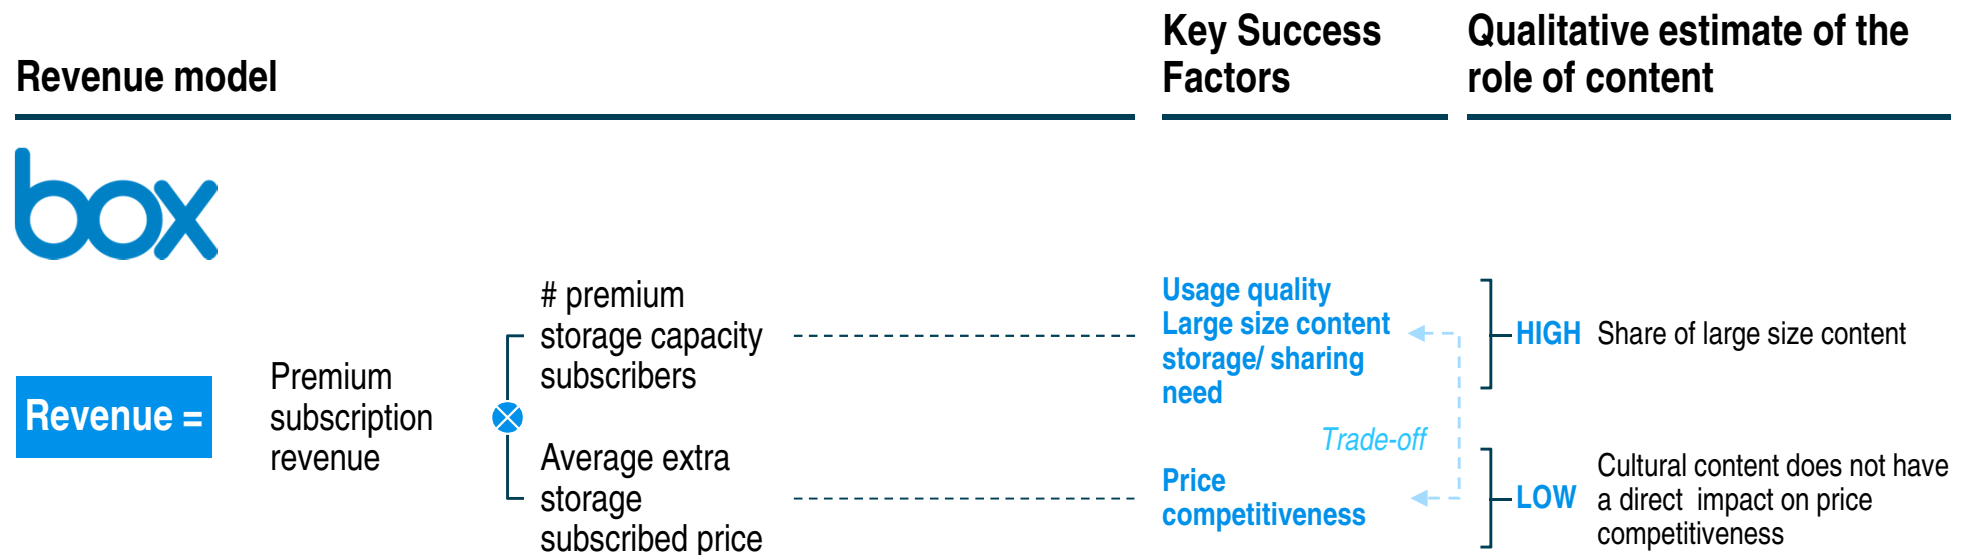 Revenue model
Key Success
Factors
Qualitative estimate of the
role of content
box
Revenue =
Premium
subscription
revenue
# premium
storage capacity
subscribers
Average extra
storage
subscribed price
Usage quality
Large size content
storage/ sharing
need
Trade-off
Price
competitiveness
HIGH
Share of large size content
LOW
Cultural content does not have
a direct  impact on price
competitiveness